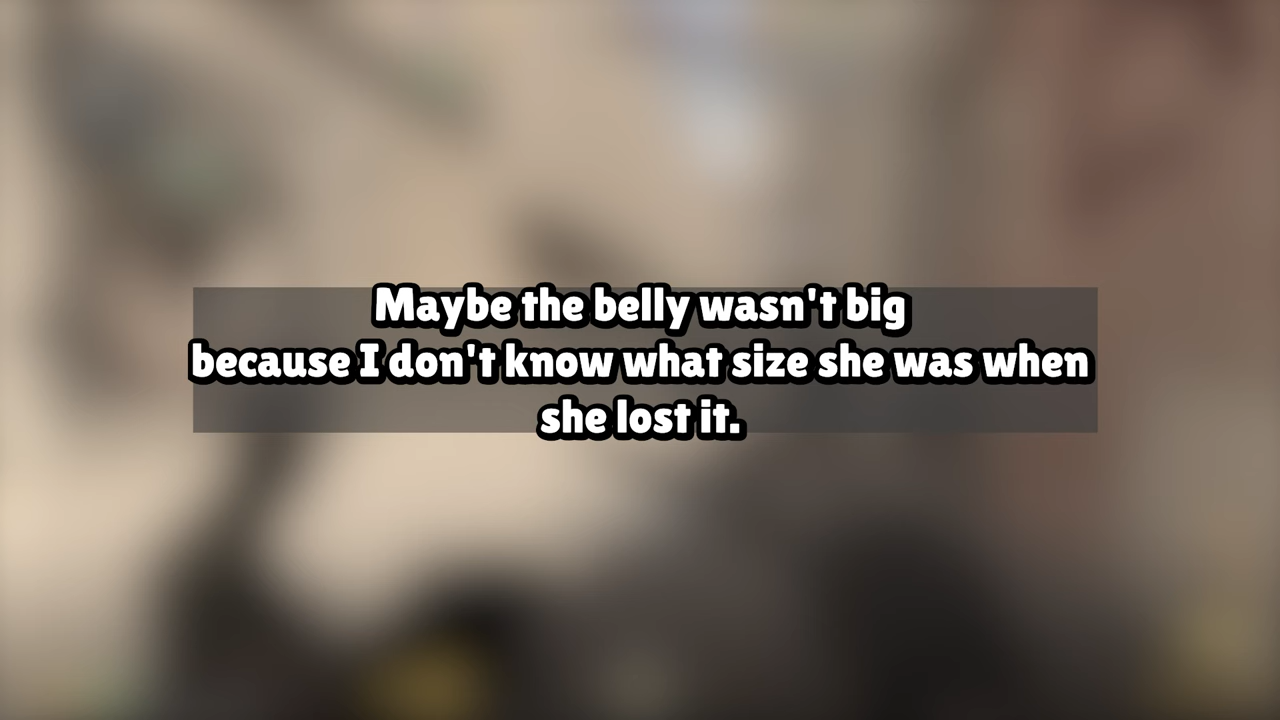 Maybe the belly wasn't big
because I don't know what size she was when
she lost it.